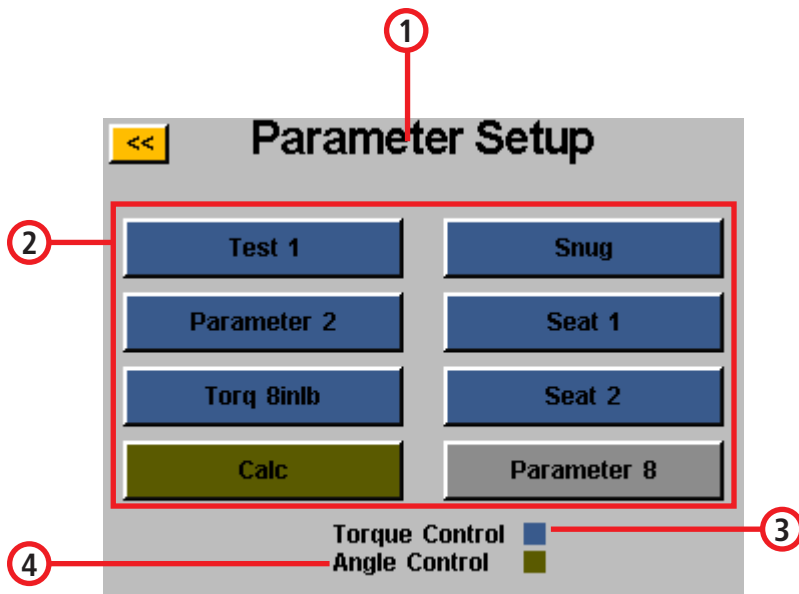 1
<< Parameter Setup
2
Test 1 Snug
Parameter 2 Seat 1
Torq 8inlb Seat 2
Calc Parameter 8
Torque Control 3
4 Angle Control